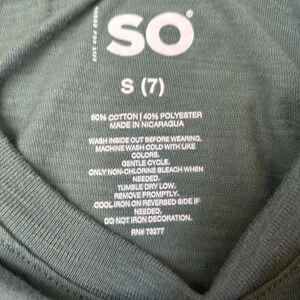 SO®
S (7)
60% COTTON | 40% POLYESTER
MADE IN NICARAGUA
WASH INSIDE OUT BEFORE WEARING.
MACHINE WASH COLD WITH LIKE
COLORS.
GENTLE CYCLE.
ONLY NON-CHLORINE BLEACH WHEN
NEEDED.
TUMBLE DRY LOW.
REMOVE PROMPTLY.
COOL IRON ON REVERSED SIDE IF
NEEDED.
DO NOT IRON DECORATION.
RN# 73277